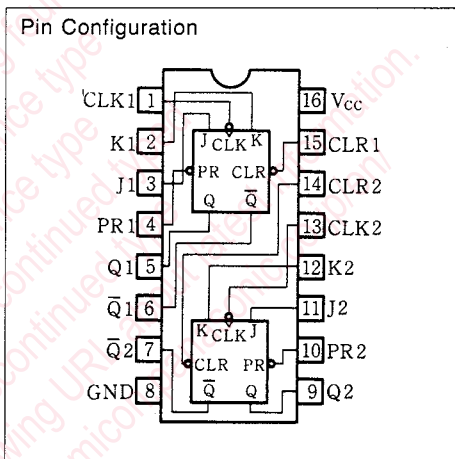 Pin Configuration
CLK1 1
16 Vcc
K1 2
15 CLR1
J1 3
14 CLR2
PR1 4
13 CLK2
Q1 5
12 K2
Q̅1 6
11 J2
Q̅2 7
10 PR2
GND 8
9 Q2
J CLK K
PR CLR
Q Q̅
K CLK J
CLR PR
Q̅ Q